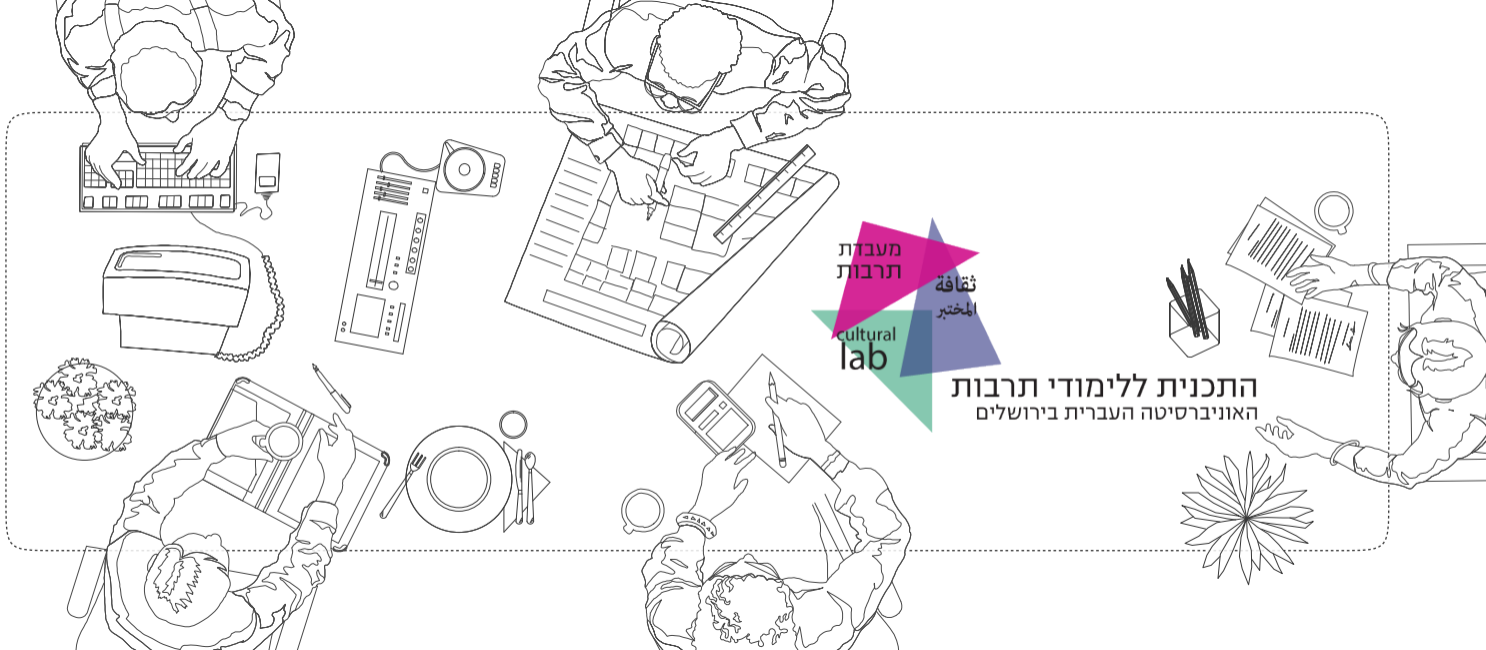 מעבדת
תרבות
ثقافة
المختبر
cultural
lab
התכנית ללימודי תרבות
האוניברסיטה העברית בירושלים